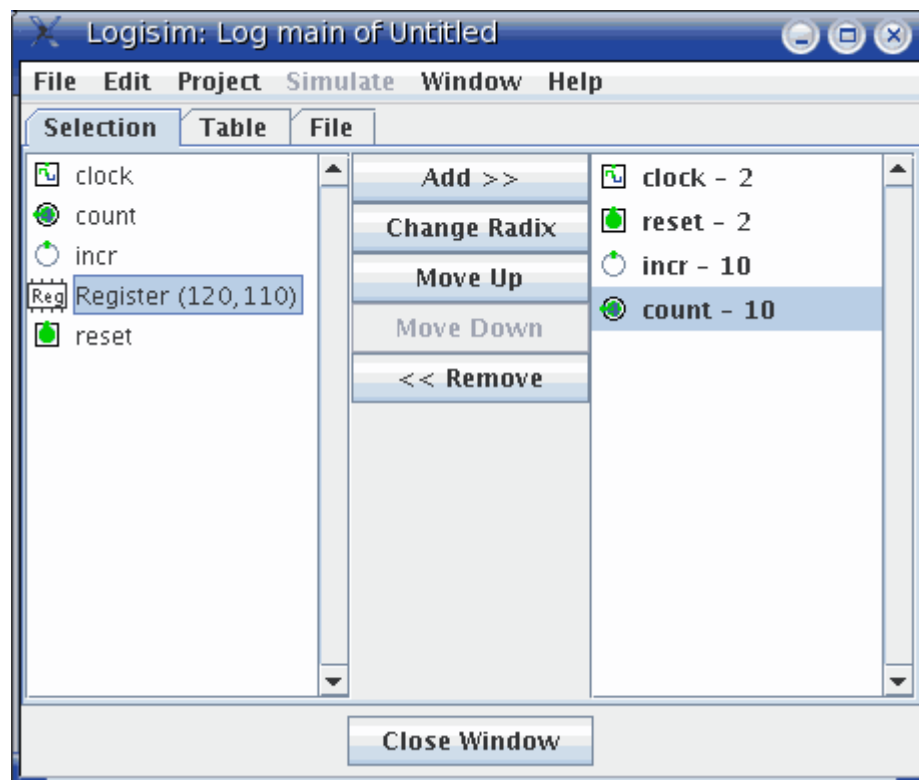 Logisim: Log main of Untitled
File Edit Project Simulate Window Help
Selection Table File
clock
count
incr
Reg Register (120,110)
reset
Add >>
Change Radix
Move Up
Move Down
<< Remove
clock - 2
reset - 2
incr - 10
count - 10
Close Window